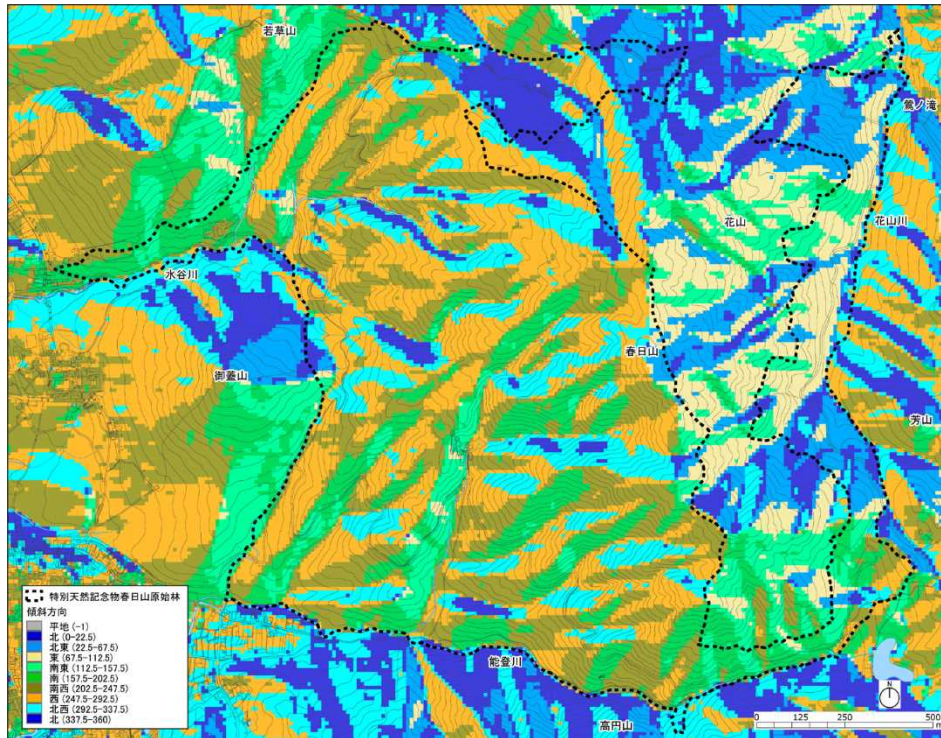 若草山
鶯ノ滝
花山
花山川
水谷川
春日山
御蓋山
芳山
特別天然記念物春日山原始林
傾斜方向
平地 (-1)
北 (0-22.5)
北東 (22.5-67.5)
東 (67.5-112.5)
南東 (112.5-157.5)
南 (157.5-202.5)
南西 (202.5-247.5)
西 (247.5-292.5)
北西 (292.5-337.5)
北 (337.5-360)
能登川
高円山
N
0 125 250 500
m